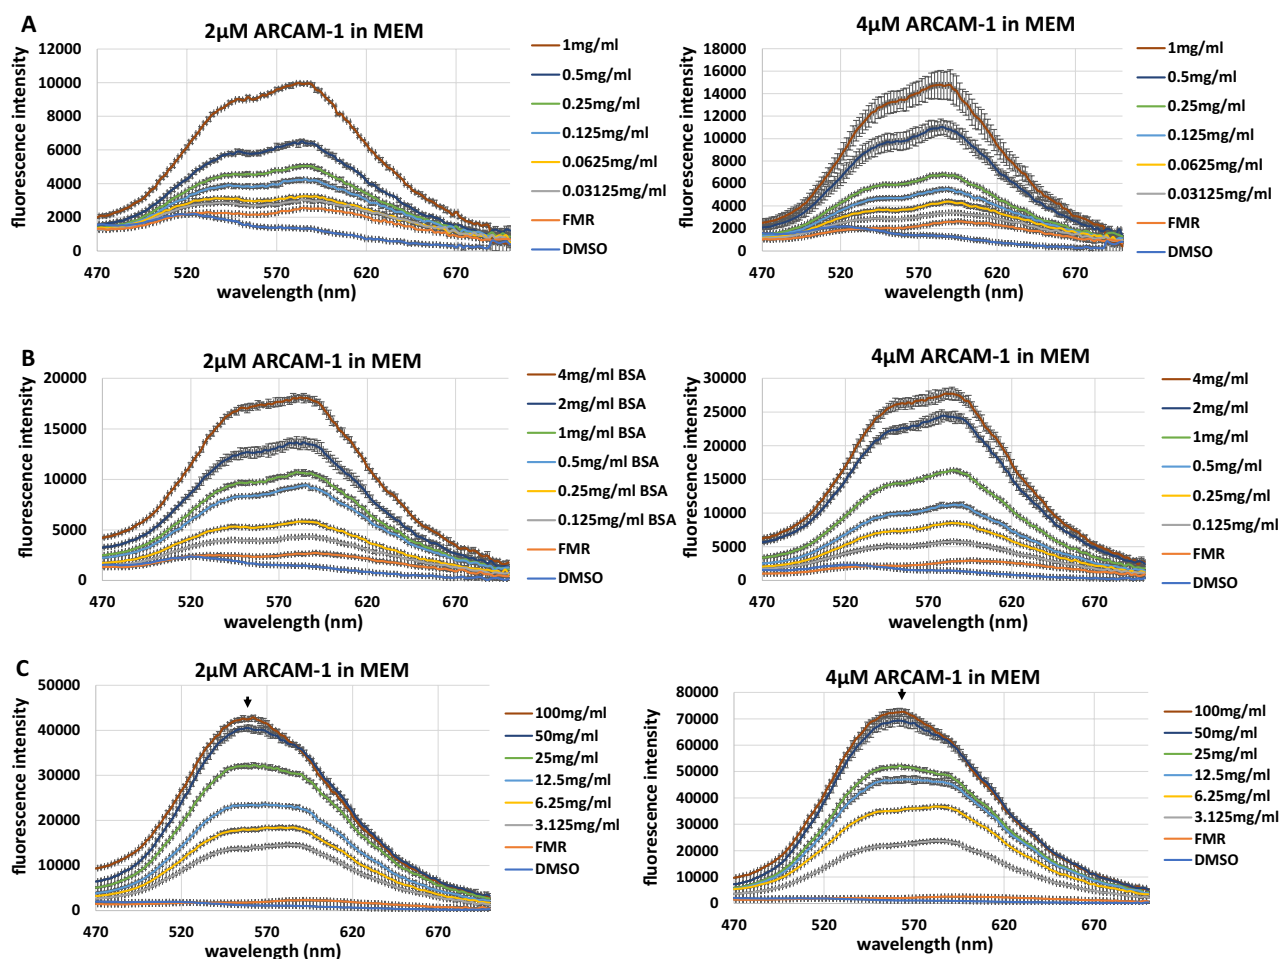 A
2µM ARCAM-1 in MEM
fluorescence intensity
12000
10000
8000
6000
4000
2000
0
470
520
570
620
670
wavelength (nm)
1mg/ml
0.5mg/ml
0.25mg/ml
0.125mg/ml
0.0625mg/ml
0.03125mg/ml
FMR
DMSO
4µM ARCAM-1 in MEM
fluorescence intensity
18000
16000
14000
12000
10000
8000
6000
4000
2000
0
470
520
570
620
670
wavelength (nm)
1mg/ml
0.5mg/ml
0.25mg/ml
0.125mg/ml
0.0625mg/ml
0.03125mg/ml
FMR
DMSO
B
2µM ARCAM-1 in MEM
fluorescence intensity
20000
15000
10000
5000
0
470
520
570
620
670
wavelength (nm)
4mg/ml BSA
2mg/ml BSA
1mg/ml BSA
0.5mg/ml BSA
0.25mg/ml BSA
0.125mg/ml BSA
FMR
DMSO
4µM ARCAM-1 in MEM
fluorescence intensity
30000
25000
20000
15000
10000
5000
0
470
520
570
620
670
wavelength (nm)
4mg/ml
2mg/ml
1mg/ml
0.5mg/ml
0.25mg/ml
0.125mg/ml
FMR
DMSO
C
2µM ARCAM-1 in MEM
fluorescence intensity
50000
40000
30000
20000
10000
0
470
520
570
620
670
wavelength (nm)
100mg/ml
50mg/ml
25mg/ml
12.5mg/ml
6.25mg/ml
3.125mg/ml
FMR
DMSO
4µM ARCAM-1 in MEM
fluorescence intensity
80000
70000
60000
50000
40000
30000
20000
10000
0
470
520
570
620
670
wavelength (nm)
100mg/ml
50mg/ml
25mg/ml
12.5mg/ml
6.25mg/ml
3.125mg/ml
FMR
DMSO